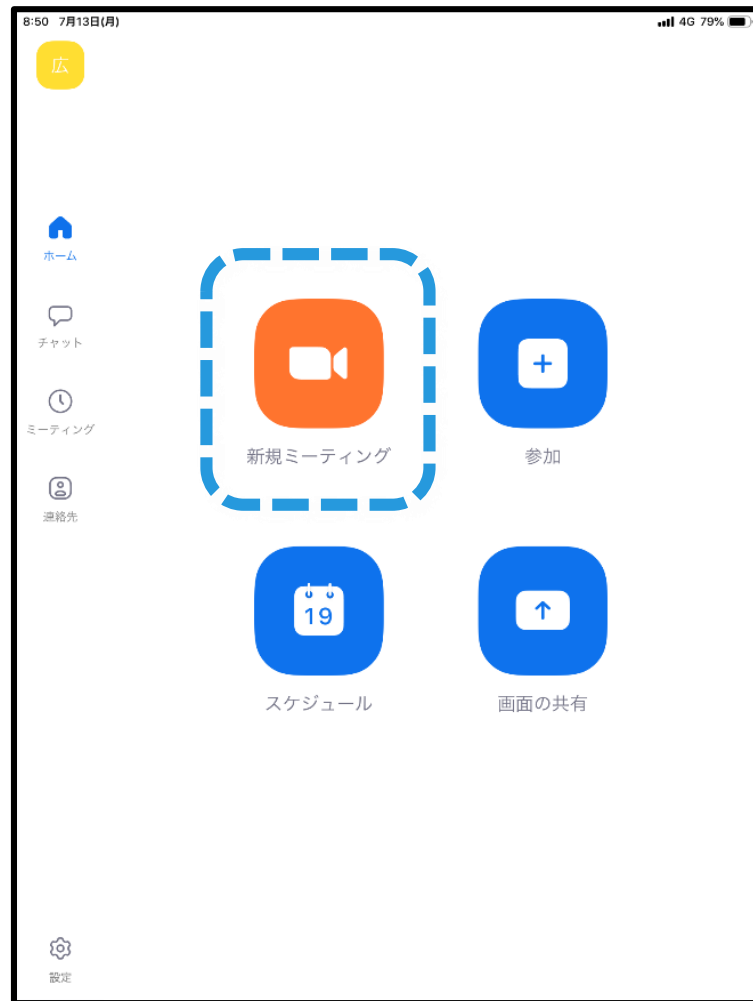 8:50 7月13日(月)
4G 79%
広
ホーム
チャット
ミーティング
連絡先
新規ミーティング
参加
19
スケジュール
画面の共有
設定